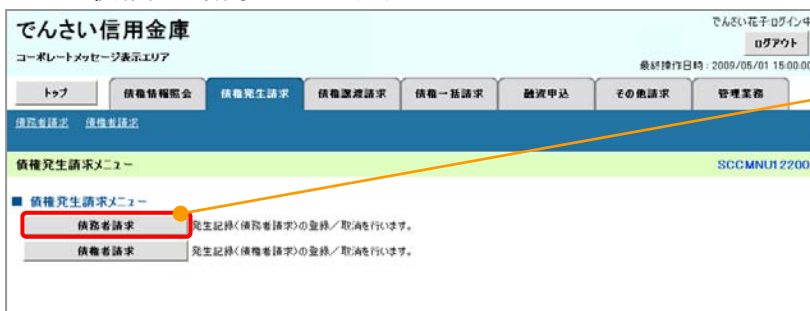 でんさい信用金庫
でんさい花子:ログイン中
コーポレートメッセージ表示エリア
ログアウト
最終操作日時:2009/05/01 15:00:00
トップ 債権情報照会 債権発生請求 債権譲渡請求 債権一括請求 融資申込 その他請求 管理業務
債務者請求 債権者請求
債権発生請求メニュー
SCCMNU12200
■ 債権発生請求メニュー
債務者請求 発生記録(債務者請求)の登録/取消を行います。
債権者請求 発生記録(債権者請求)の登録/取消を行います。